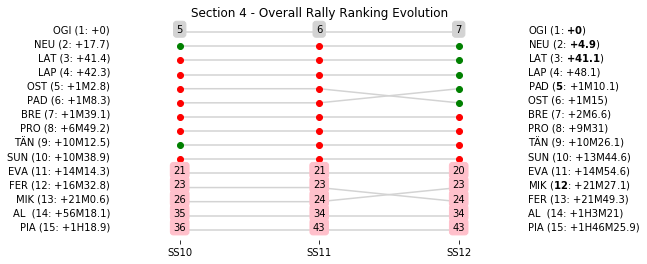 Section 4 - Overall Rally Ranking Evolution
OGI (1: +0) 5 6 7 OGI (1: +0)
NEU (2: +17.7) NEU (2: +4.9)
LAT (3: +41.4) LAT (3: +41.1)
LAP (4: +42.3) LAP (4: +48.1)
OST (5: +1M2.8) PAD (5: +1M10.1)
PAD (6: +1M8.3) OST (6: +1M15)
BRE (7: +1M39.1) BRE (7: +2M6.6)
PRO (8: +6M49.2) PRO (8: +9M31)
TÄN (9: +10M12.5) TÄN (9: +10M26.1)
SUN (10: +10M38.9) SUN (10: +13M44.6)
EVA (11: +14M14.3) 21 21 20 EVA (11: +14M54.6)
FER (12: +16M32.8) 23 23 23 MIK (12: +21M27.1)
MIK (13: +21M0.6) 26 24 24 FER (13: +21M49.3)
AL (14: +56M18.1) 35 34 34 AL (14: +1H3M21)
PIA (15: +1H18.9) 36 43 43 PIA (15: +1H46M25.9)
SS10 SS11 SS12